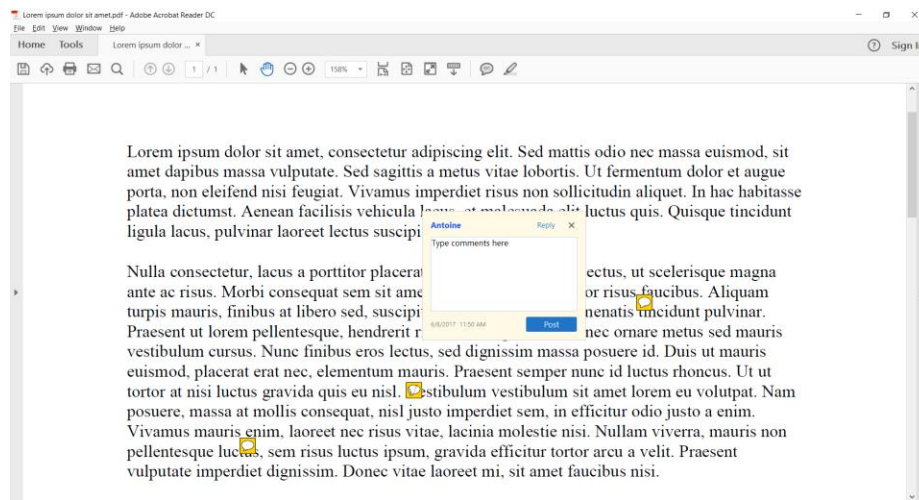 Lorem ipsum dolor sit amet.pdf - Adobe Acrobat Reader DC
File Edit View Window Help
Home Tools Lorem ipsum dolor ... × Sign I
1 / 1 158%
Lorem ipsum dolor sit amet, consectetur adipiscing elit. Sed mattis odio nec massa euismod, sit
amet dapibus massa vulputate. Sed sagittis a metus vitae lobortis. Ut fermentum dolor et augue
porta, non eleifend nisi feugiat. Vivamus imperdiet risus non sollicitudin aliquet. In hac habitasse
platea dictumst. Aenean facilisis vehicula lacus, et malesuada elit luctus quis. Quisque tincidunt
ligula lacus, pulvinar laoreet lectus suscipi
Antoine Reply ×
Type comments here
6/8/2017 11:50 AM Post
Nulla consectetur, lacus a porttitor placerat ectus, ut scelerisque magna
ante ac risus. Morbi consequat sem sit ame or risus faucibus. Aliquam
turpis mauris, finibus at libero sed, suscipi nenatis tincidunt pulvinar.
Praesent ut lorem pellentesque, hendrerit r nec ornare metus sed mauris
vestibulum cursus. Nunc finibus eros lectus, sed dignissim massa posuere id. Duis ut mauris
euismod, placerat erat nec, elementum mauris. Praesent semper nunc id luctus rhoncus. Ut ut
tortor at nisi luctus gravida quis eu nisl. estibulum vestibulum sit amet lorem eu volutpat. Nam
posuere, massa at mollis consequat, nisl justo imperdiet sem, in efficitur odio justo a enim.
Vivamus mauris enim, laoreet nec risus vitae, lacinia molestie nisi. Nullam viverra, mauris non
pellentesque luctus, sem risus luctus ipsum, gravida efficitur tortor arcu a velit. Praesent
vulputate imperdiet dignissim. Donec vitae laoreet mi, sit amet faucibus nisi.